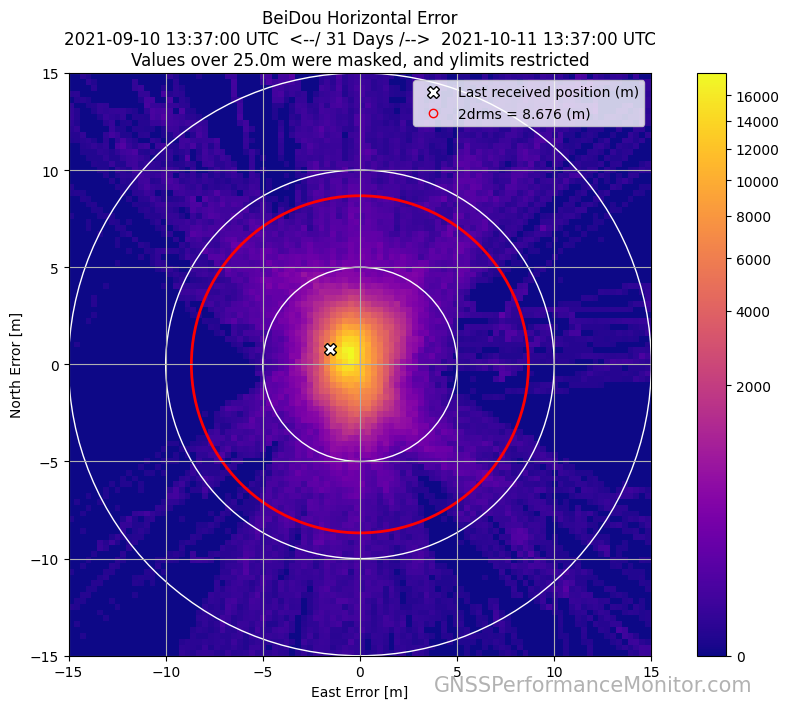 BeiDou Horizontal Error
2021-09-10 13:37:00 UTC <--/ 31 Days /--> 2021-10-11 13:37:00 UTC
Values over 25.0m were masked, and ylimits restricted
Last received position (m)
2drms = 8.676 (m)
15
10
5
0
−5
−10
−15
North Error [m]
−15
−10
−5
0
5
10
15
East Error [m]
16000
14000
12000
10000
8000
6000
4000
2000
0
GNSSPerformanceMonitor.com